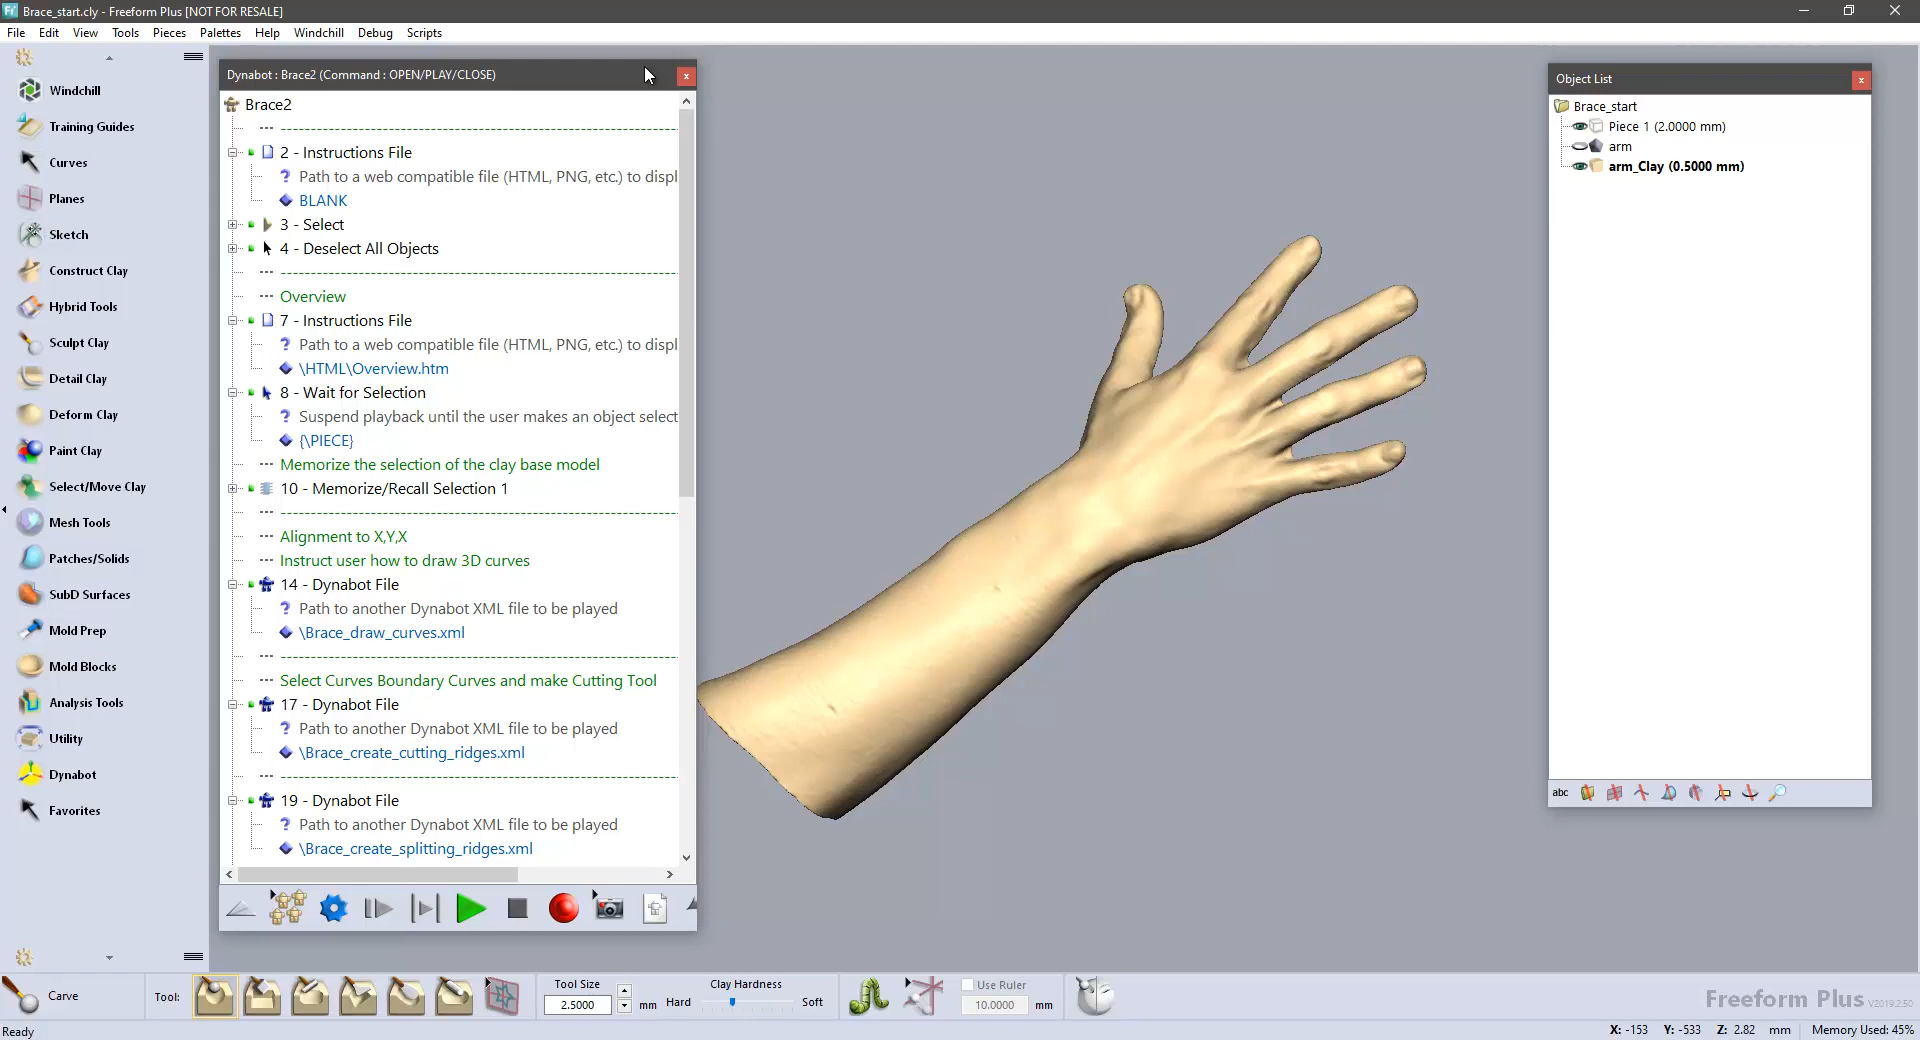 Brace_start.cly - Freeform Plus [NOT FOR RESALE]
File Edit View Tools Pieces Palettes Help Windchill Debug Scripts
Windchill
Training Guides
Curves
Planes
Sketch
Construct Clay
Hybrid Tools
Sculpt Clay
Detail Clay
Deform Clay
Paint Clay
Select/Move Clay
Mesh Tools
Patches/Solids
SubD Surfaces
Mold Prep
Mold Blocks
Analysis Tools
Utility
Dynabot
Favorites
Dynabot : Brace2 (Command : OPEN/PLAY/CLOSE)
Brace2
2 - Instructions File
? Path to a web compatible file (HTML, PNG, etc.) to displ
BLANK
3 - Select
4 - Deselect All Objects
Overview
7 - Instructions File
? Path to a web compatible file (HTML, PNG, etc.) to displ
\HTML\Overview.htm
8 - Wait for Selection
? Suspend playback until the user makes an object select
{\PIECE}
Memorize the selection of the clay base model
10 - Memorize/Recall Selection 1
Alignment to X,Y,X
Instruct user how to draw 3D curves
14 - Dynabot File
? Path to another Dynabot XML file to be played
\Brace_draw_curves.xml
Select Curves Boundary Curves and make Cutting Tool
17 - Dynabot File
? Path to another Dynabot XML file to be played
\Brace_create_cutting_ridges.xml
19 - Dynabot File
? Path to another Dynabot XML file to be played
\Brace_create_splitting_ridges.xml
Object List
Brace_start
Piece 1 (2.0000 mm)
arm
arm_Clay (0.5000 mm)
abc
Carve
Tool:
Tool Size
2.5000 mm
Clay Hardness
Hard Soft
Use Ruler
10.0000 mm
Freeform Plus V2019.2.50
Ready
X: -153 Y: -533 Z: 2.82 mm Memory Used: 45%